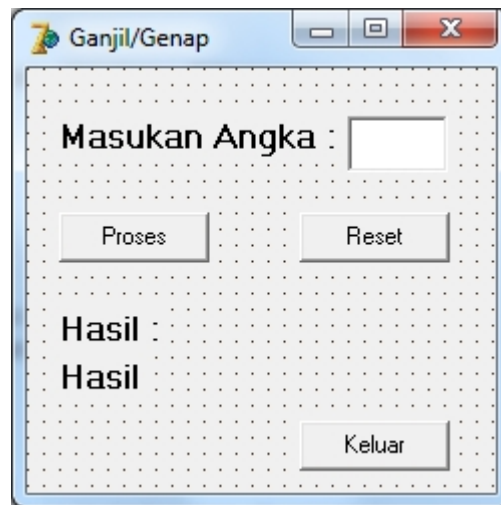 Ganjil/Genap
Masukan Angka :
Proses Reset
Hasil :
Hasil
Keluar